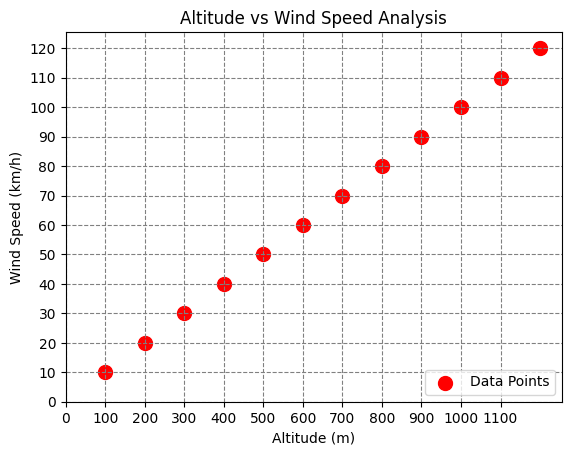 Altitude vs Wind Speed Analysis
120
110
100
90
80
70
60
50
40
30
20
10
0
Wind Speed (km/h)
Data Points
0 100 200 300 400 500 600 700 800 900 1000 1100
Altitude (m)